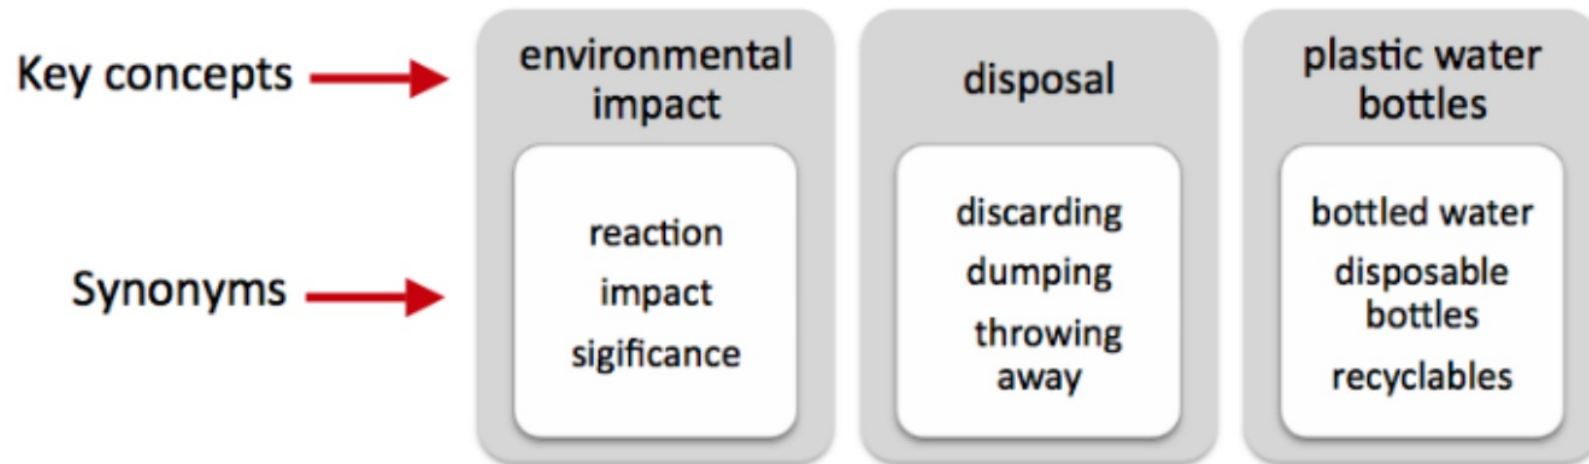 Key concepts
environmental
impact
disposal
plastic water
bottles
Synonyms
reaction
impact
sigificance
discarding
dumping
throwing
away
bottled water
disposable
bottles
recyclables